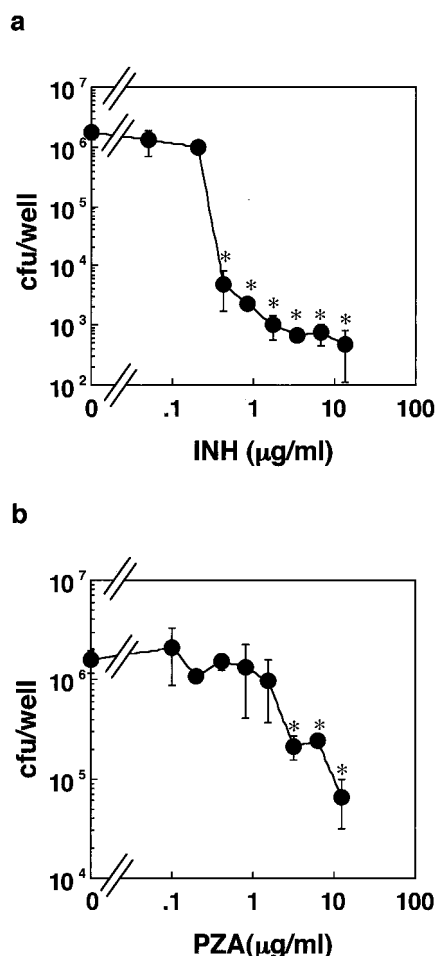 a
10⁷
10⁶
10⁵
10⁴
10³
10²
cfu/well
* * * * * *
0 .1 1 10 100
INH (μg/ml)
b
10⁷
10⁶
10⁵
10⁴
cfu/well
* * *
0 .1 1 10 100
PZA(μg/ml)